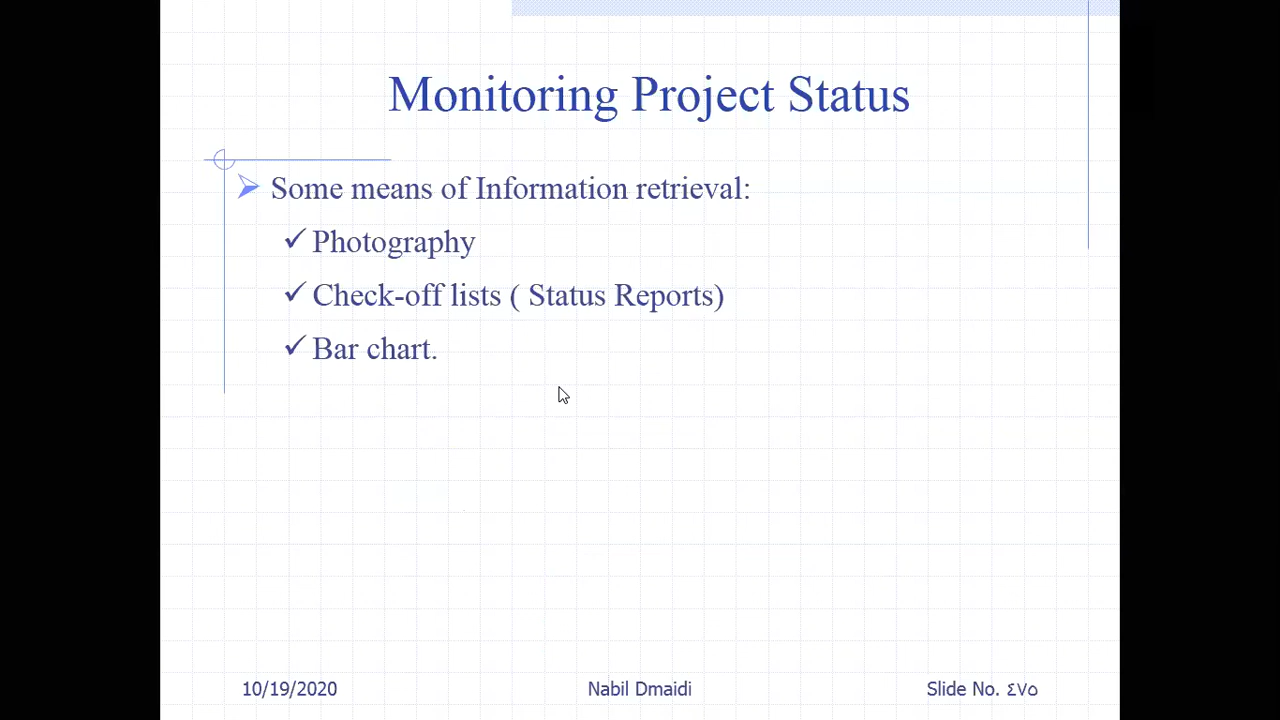 Monitoring Project Status
Some means of Information retrieval:
Photography
Check-off lists ( Status Reports)
Bar chart.
10/19/2020
Nabil Dmaidi
Slide No. ٤٧٥